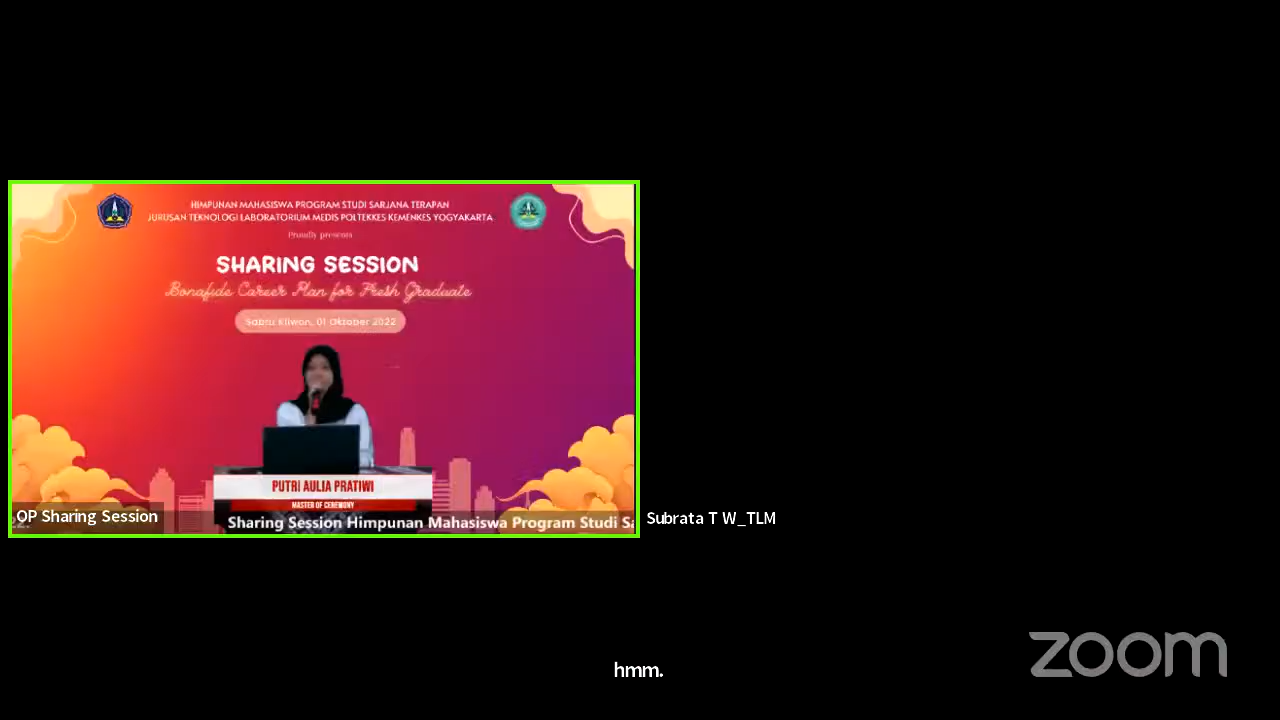 HIMPUNAN MAHASISWA PROGRAM STUDI SARJANA TERAPAN
JURUSAN TEKNOLOGI LABORATORIUM MEDIS POLTEKKES KEMENKES YOGYAKARTA
Proudly presents
SHARING SESSION
Bonafide Career Plan for Fresh Graduate
Sabtu Kliwon, 01 Oktober 2022
PUTRI AULIA PRATIWI
MASTER OF CEREMONY
OP Sharing Session
Sharing Session Himpunan Mahasiswa Program Studi Sa
Subrata T W_TLM
hmm.
zoom